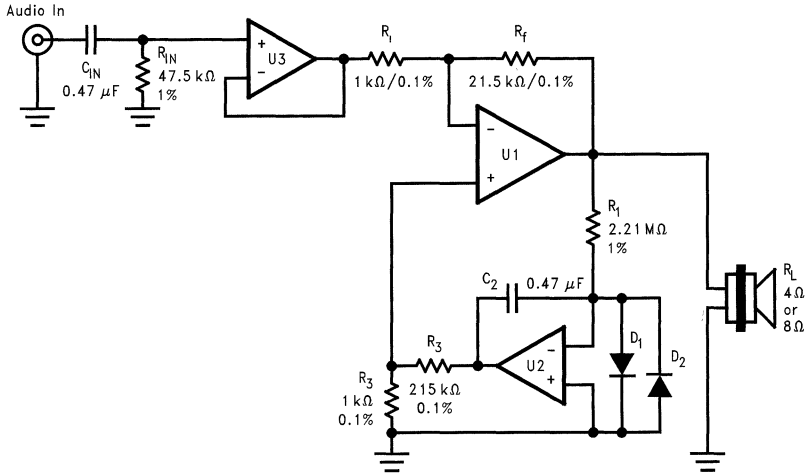 Audio In
C_IN
0.47 μF
R_IN
47.5 kΩ
1%
+
−
U3
R_i
1 kΩ/0.1%
R_f
21.5 kΩ/0.1%
−
U1
+
R_1
2.21 MΩ
1%
C_2
0.47 μF
−
U2
+
D_1
D_2
R_3
215 kΩ
0.1%
R_3
1 kΩ
0.1%
R_L
4Ω
or
8Ω